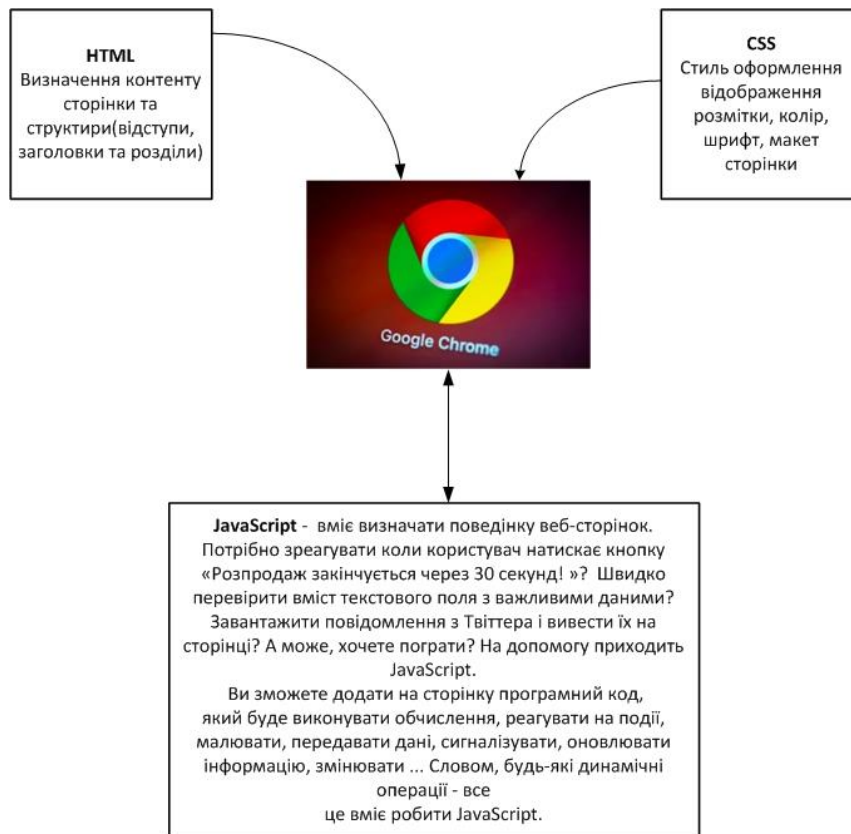 HTML
Визначення контенту
сторінки та
структири(відступи,
заголовки та розділи)
CSS
Стиль оформлення
відображення
розмітки, колір,
шрифт, макет
сторінки
Google Chrome
JavaScript - вміє визначати поведінку веб-сторінок.
Потрібно зреагувати коли користувач натискає кнопку
«Розпродаж закінчується через 30 секунд! »? Швидко
перевірити вміст текстового поля з важливими даними?
Завантажити повідомлення з Твіттера і вивести їх на
сторінці? А може, хочете пограти? На допомогу приходить
JavaScript.
Ви зможете додати на сторінку програмний код,
який буде виконувати обчислення, реагувати на події,
малювати, передавати дані, сигналізувати, оновлювати
інформацію, змінювати ... Словом, будь-які динамічні
операції - все
це вміє робити JavaScript.